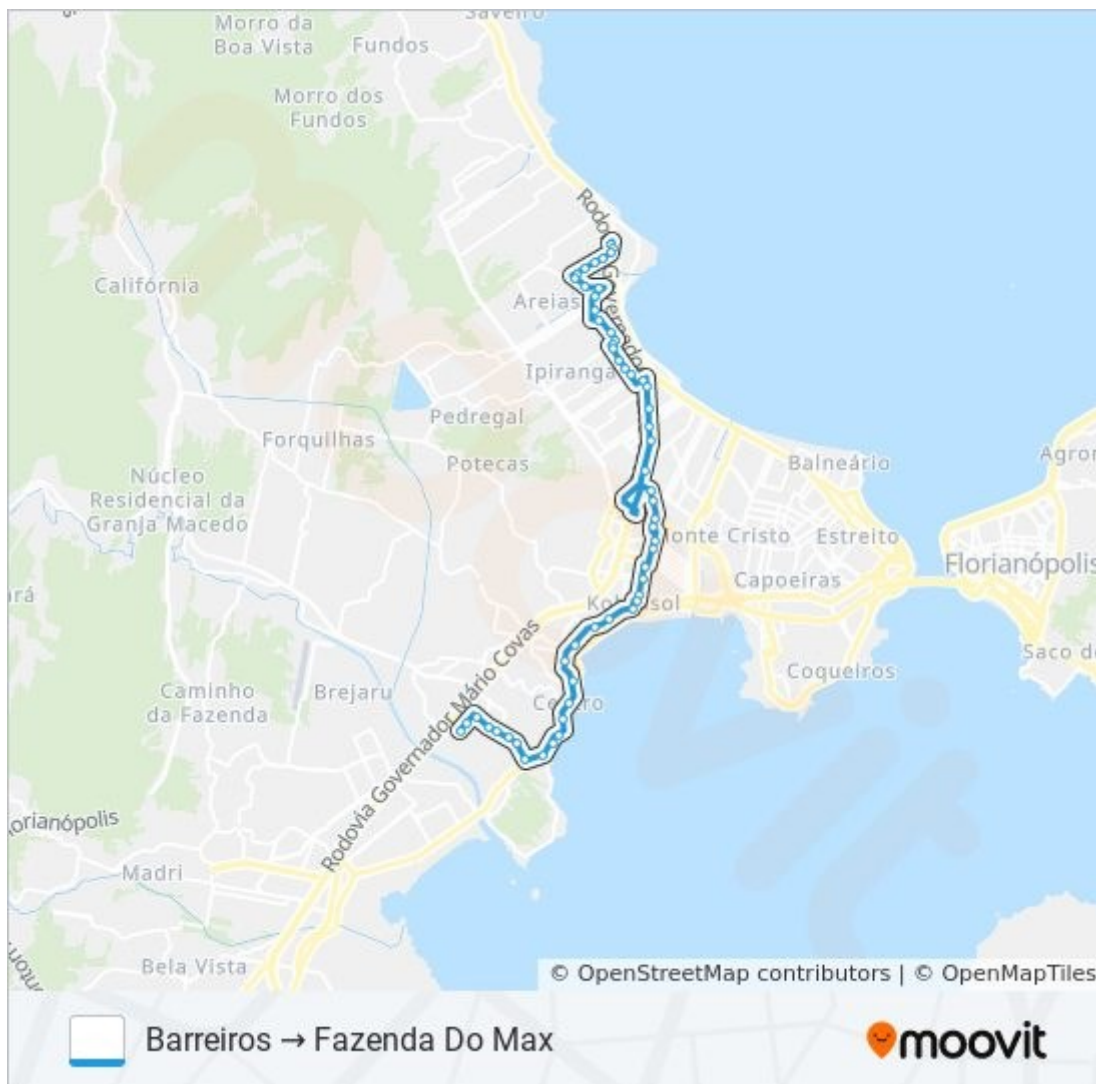 Morro da
Boa Vista
Fundos
Morro dos
Fundos
Califórnia
Areias
Ipiranga
Pedregal
Forquilhas
Potecas
Balneário
Núcleo
Residencial da
Granja Macedo
Monte Cristo
Estreito
Florianópolis
Capoeiras
Coqueiros
Caminho
da Fazenda
Brejaru
Rodovia Governador Mário Covas
Madri
Bela Vista
© OpenStreetMap contributors | © OpenMapTiles
Barreiros → Fazenda Do Max
moovit